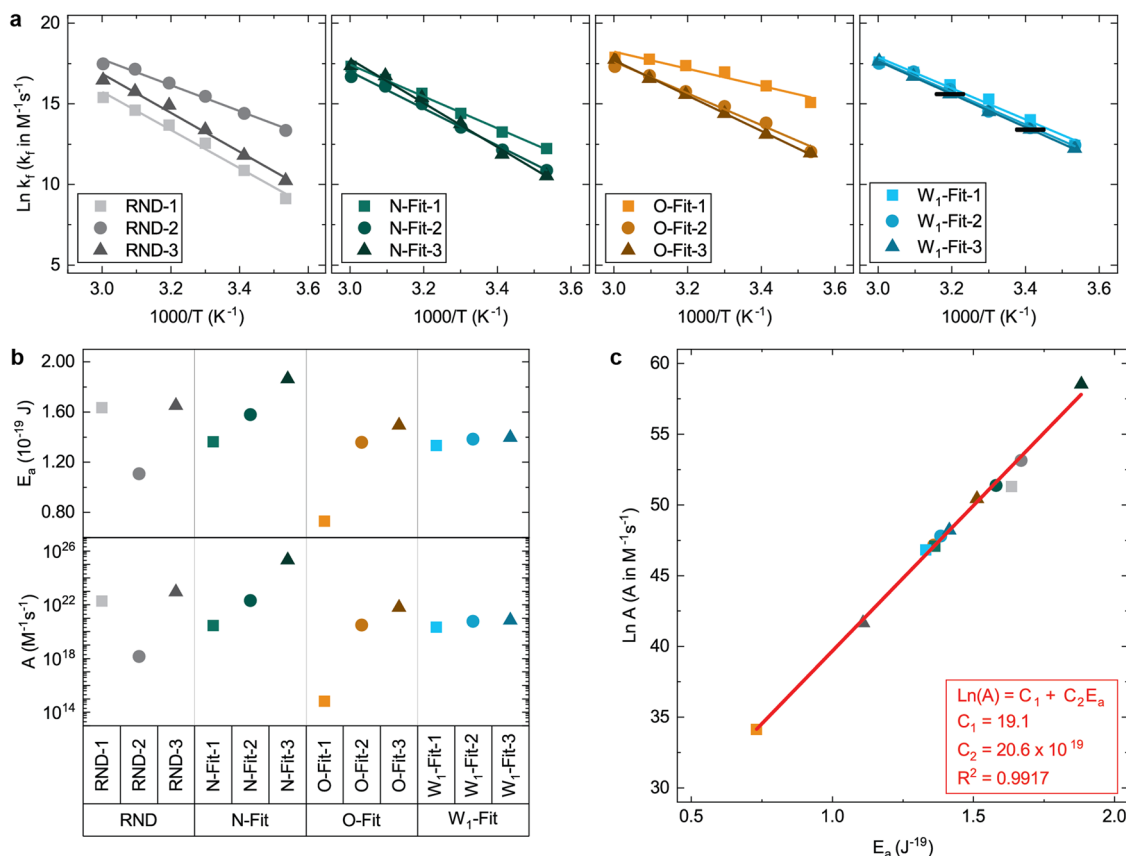 a
Ln k_f (k_f in M⁻¹s⁻¹)
20
15
10
5
RND-1
RND-2
RND-3
N-Fit-1
N-Fit-2
N-Fit-3
O-Fit-1
O-Fit-2
O-Fit-3
W₁-Fit-1
W₁-Fit-2
W₁-Fit-3
3.0 3.2 3.4 3.6 3.0 3.2 3.4 3.6 3.0 3.2 3.4 3.6 3.0 3.2 3.4 3.6
1000/T (K⁻¹) 1000/T (K⁻¹) 1000/T (K⁻¹) 1000/T (K⁻¹)
b
E_a (10⁻¹⁹ J)
2.00
1.60
1.20
0.80
A (M⁻¹s⁻¹)
10²⁶
10²²
10¹⁸
10¹⁴
RND-1 RND-2 RND-3 N-Fit-1 N-Fit-2 N-Fit-3 O-Fit-1 O-Fit-2 O-Fit-3 W₁-Fit-1 W₁-Fit-2 W₁-Fit-3
RND N-Fit O-Fit W₁-Fit
c
Ln A (A in M⁻¹s⁻¹)
60
55
50
45
40
35
30
Ln(A) = C₁ + C₂E_a
C₁ = 19.1
C₂ = 20.6 x 10¹⁹
R² = 0.9917
0.5 1.0 1.5 2.0
E_a (J⁻¹⁹)